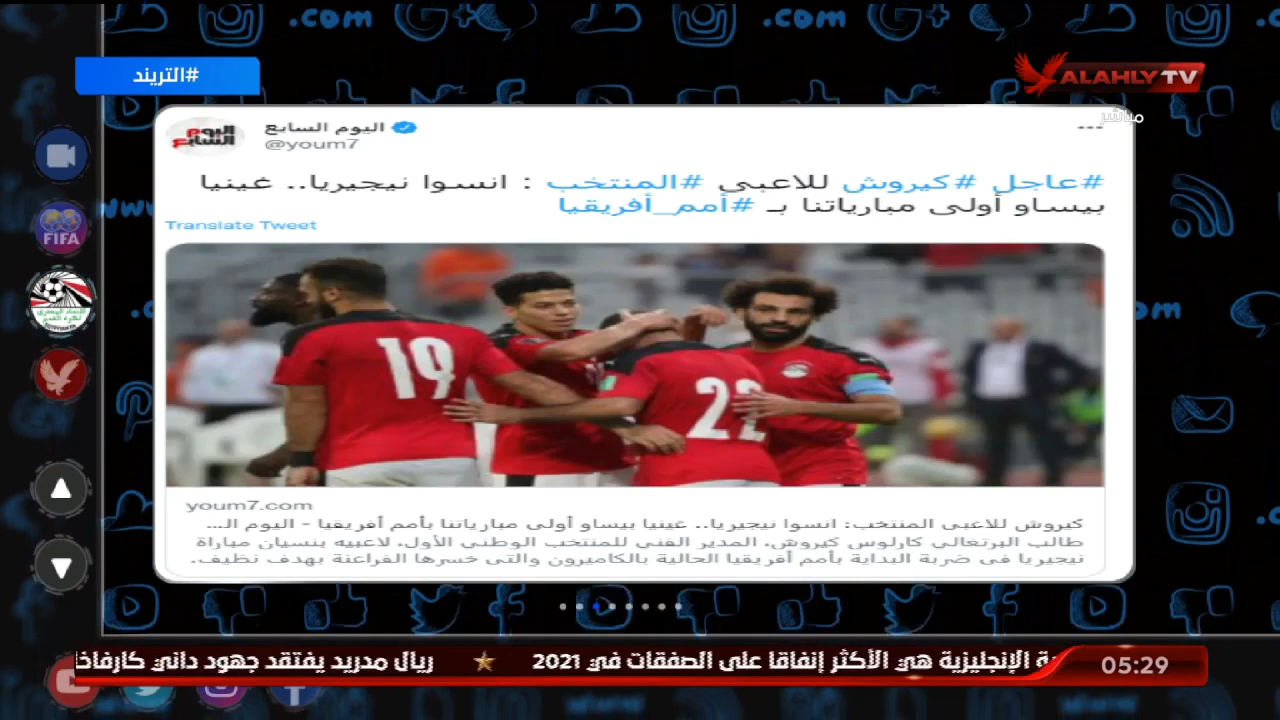 #التريند
ALAHLY TV
مباشر
اليوم السابع
@youm7
#عاجل #كيروش للاعبى #المنتخب : انسوا نيجيريا.. غينيا
بيساو أولى مبارياتنا بـ #أمم_أفريقيا
Translate Tweet
19
22
youm7.com
كيروش للاعبى المنتخب: انسوا نيجيريا.. غينيا بيساو أولى مبارياتنا بأمم أفريقيا - اليوم الـ...
طالب البرتغالى كارلوس كيروش، المدير الفنى للمنتخب الوطنى الأول، لاعبيه بنسيان مباراة
نيجيريا فى ضربة البداية بأمم أفريقيا الحالية بالكاميرون والتى خسرها الفراعنة بهدف نظيف.
FIFA
الإنجليزية هي الأكثر إنفاقا على الصفقات في 2021 ريال مدريد يفتقد جهود داني
05:29